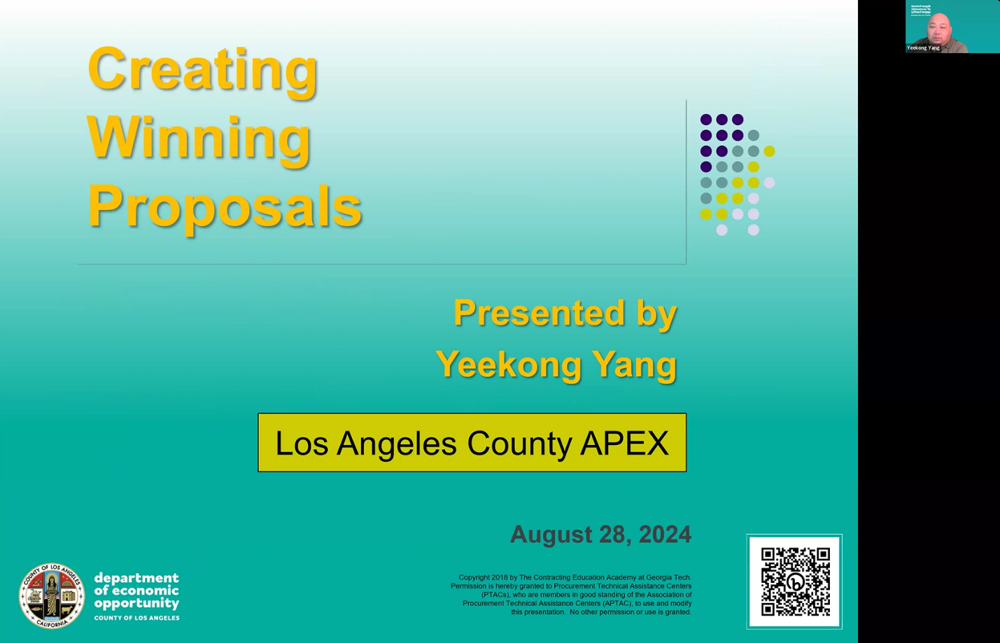 Creating
Winning
Proposals
Presented by
Yeekong Yang
Los Angeles County APEX
August 28, 2024
Copyright 2018 by The Contracting Education Academy at Georgia Tech.
Permission is hereby granted to Procurement Technical Assistance Centers
(PTACs), who are members in good standing of the Association of
Procurement Technical Assistance Centers (APTAC), to use and modify
this presentation.  No other permission or use is granted.
COUNTY OF LOS ANGELES
CALIFORNIA
department
of economic
opportunity
COUNTY OF LOS ANGELES
Yeekong Yang